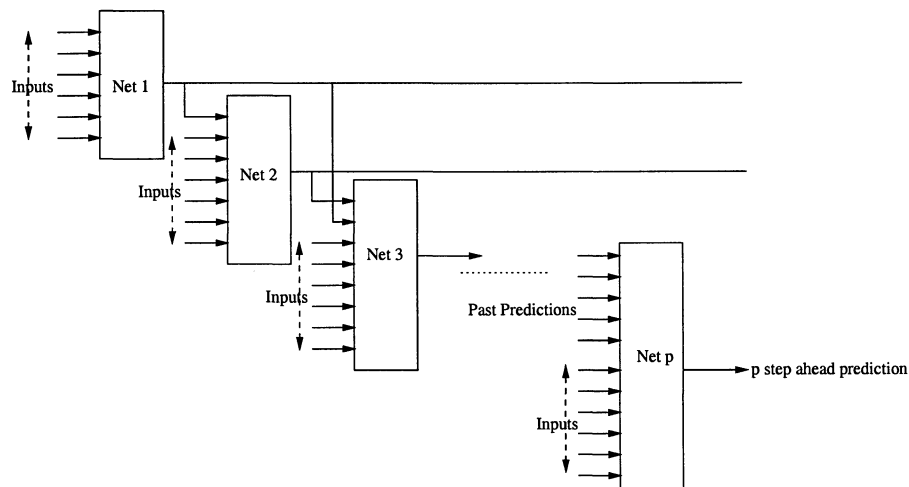 Net 1
Inputs
Net 2
Inputs
Net 3
Inputs
Past Predictions
Net p
p step ahead prediction
Inputs